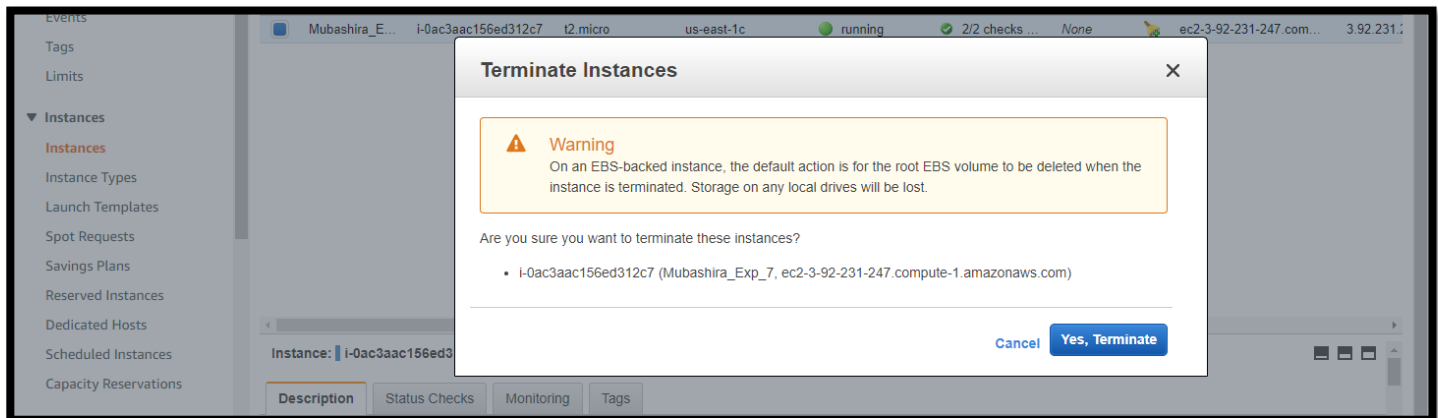 Events
Tags
Limits
Instances
Instances
Instance Types
Launch Templates
Spot Requests
Savings Plans
Reserved Instances
Dedicated Hosts
Scheduled Instances
Capacity Reservations
Mubashira_E... i-0ac3aac156ed312c7 t2.micro us-east-1c running 2/2 checks ... None ec2-3-92-231-247.com... 3.92.231.2
Terminate Instances
Warning
On an EBS-backed instance, the default action is for the root EBS volume to be deleted when the
instance is terminated. Storage on any local drives will be lost.
Are you sure you want to terminate these instances?
• i-0ac3aac156ed312c7 (Mubashira_Exp_7, ec2-3-92-231-247.compute-1.amazonaws.com)
Cancel Yes, Terminate
Instance: i-0ac3aac156ed3
Description Status Checks Monitoring Tags